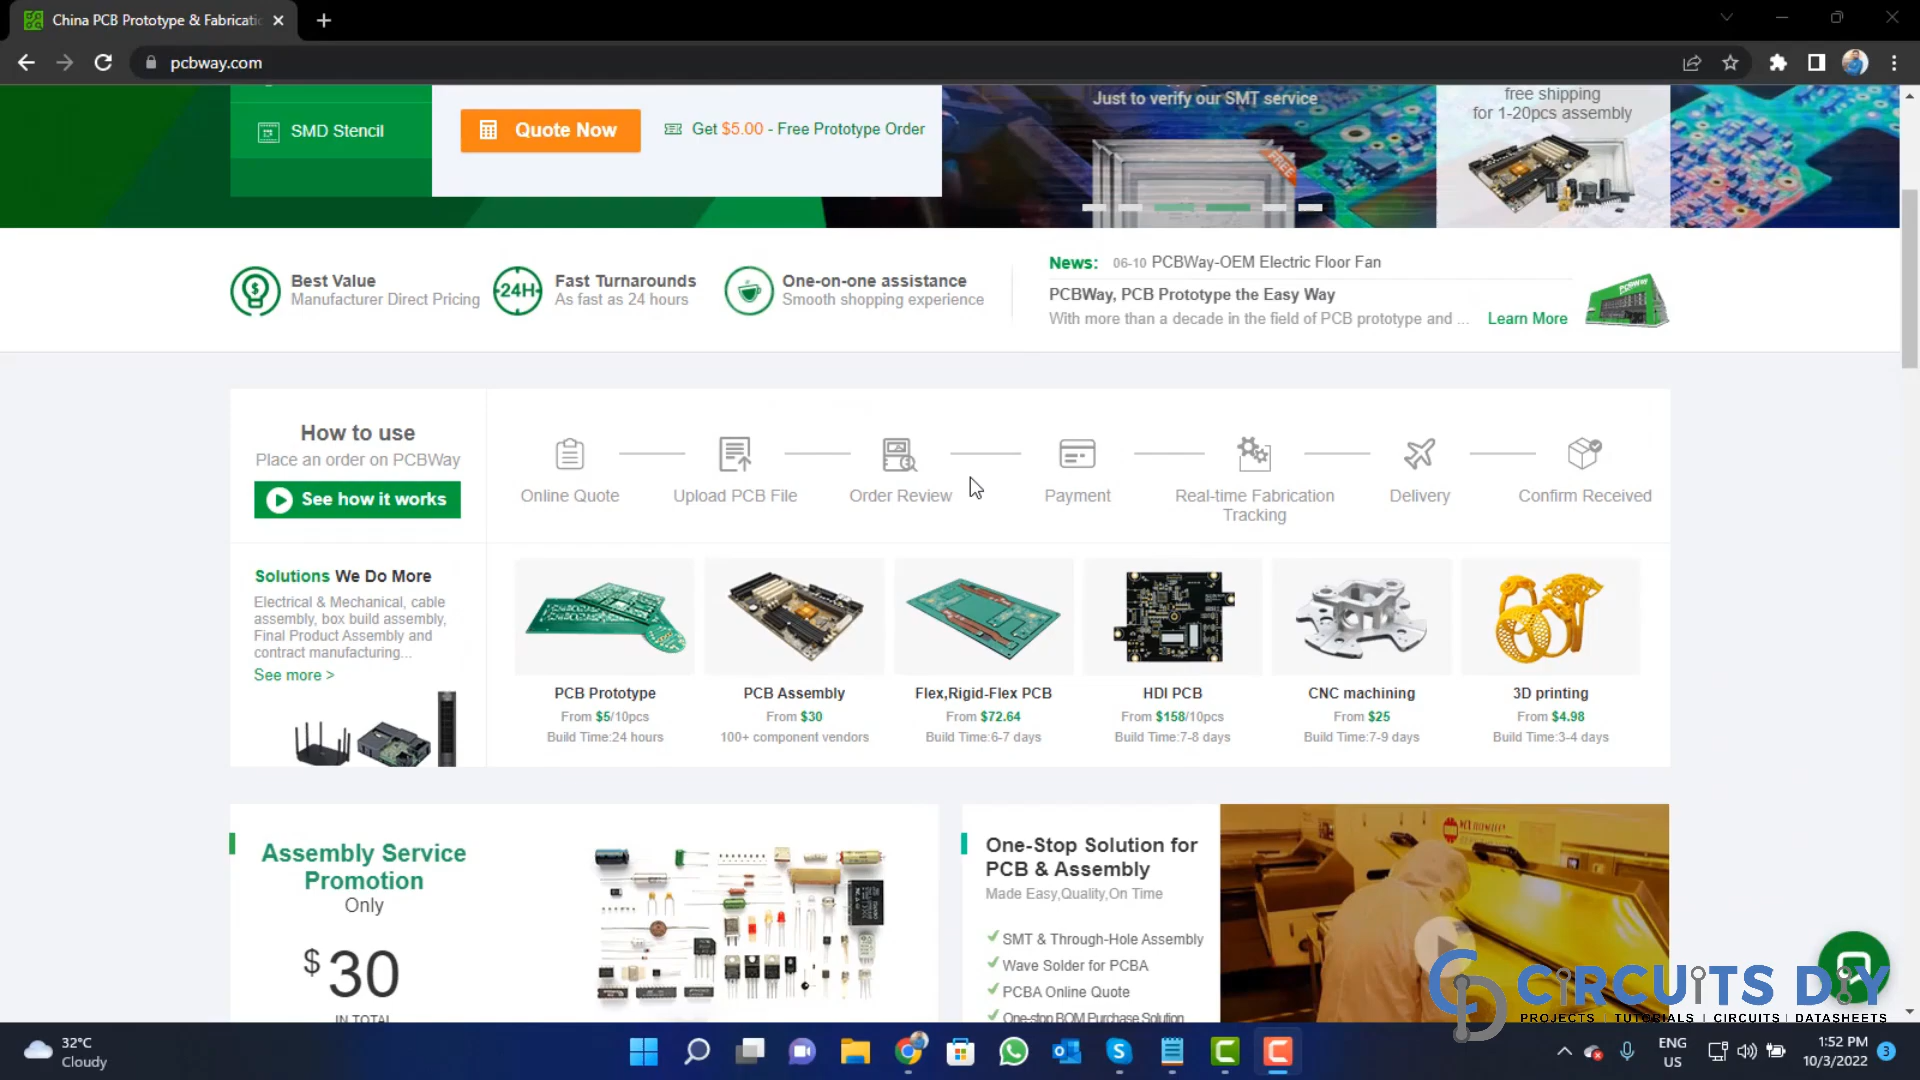 China PCB Prototype & Fabricatio
pcbway.com
SMD Stencil
Quote Now
Get $5.00 - Free Prototype Order
Just to verify our SMT service
FREE
free shipping
for 1-20pcs assembly
Best Value
Manufacturer Direct Pricing
24H
Fast Turnarounds
As fast as 24 hours
One-on-one assistance
Smooth shopping experience
News: 06-10 PCBWay-OEM Electric Floor Fan
PCBWay, PCB Prototype the Easy Way
With more than a decade in the field of PCB prototype and ... Learn More
How to use
Place an order on PCBWay
See how it works
Online Quote
Upload PCB File
Order Review
Payment
Real-time Fabrication
Tracking
Delivery
Confirm Received
Solutions We Do More
Electrical & Mechanical, cable
assembly, box build assembly,
Final Product Assembly and
contract manufacturing...
See more >
PCB Prototype
From $5/10pcs
Build Time:24 hours
PCB Assembly
From $30
100+ component vendors
Flex,Rigid-Flex PCB
From $72.64
Build Time:6-7 days
HDI PCB
From $158/10pcs
Build Time:7-8 days
CNC machining
From $25
Build Time:7-9 days
3D printing
From $4.98
Build Time:3-4 days
Assembly Service
Promotion
Only
$30
IN TOTAL
One-Stop Solution for
PCB & Assembly
Made Easy,Quality,On Time
SMT & Through-Hole Assembly
Wave Solder for PCBA
PCBA Online Quote
One-stop BOM Purchase Solution
CIRCUITS DIY
PROJECTS | TUTORIALS | CIRCUITS | DATASHEETS
32°C
Cloudy
ENG
US
1:52 PM
10/3/2022
3